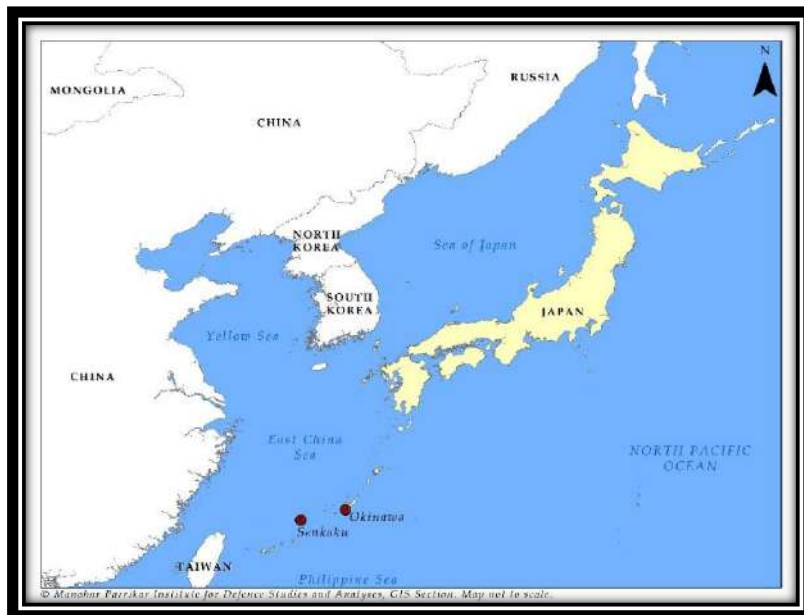 N
RUSSIA
MONGOLIA
CHINA
NORTH
KOREA
Sea of Japan
SOUTH
KOREA
JAPAN
Yellow Sea
CHINA
East China
Sea
NORTH PACIFIC
OCEAN
Okinawa
Senkaku
TAIWAN
Philippine Sea
© Manohar Parrikar Institute for Defence Studies and Analyses, GIS Section. Map not to scale.